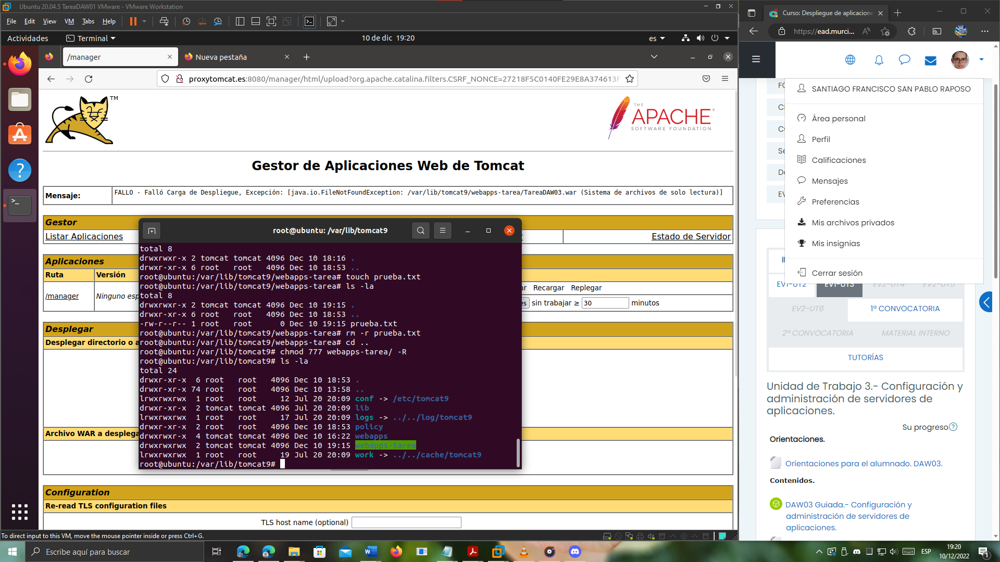 Ubuntu 20.04.5 TareaDAW01 VMware - VMware Workstation
File Edit View VM Tabs Help
Actividades
Terminal
10 de dic 19:20
es
/manager
Nueva pestaña
proxytomcat.es:8080/manager/html/upload?org.apache.catalina.filters.CSRF_NONCE=27218F5C0140FE29E8A374613F
TM
THE
APACHE
SOFTWARE FOUNDATION
Gestor de Aplicaciones Web de Tomcat
Mensaje:
FALLO - Falló Carga de Despliegue, Excepción: [java.io.FileNotFoundException: /var/lib/tomcat9/webapps-tarea/TareaDAW03.war (Sistema de archivos de solo lectura)]
Gestor
Listar Aplicaciones
Estado de Servidor
Aplicaciones
Ruta
Versión
/manager
Ninguno esp
ar Recargar Replegar
es sin trabajar ≥ 30 minutos
Desplegar
Desplegar directorio o a
Archivo WAR a desplega
Configuration
Re-read TLS configuration files
TLS host name (optional)
root@ubuntu: /var/lib/tomcat9
total 8
drwxrwxr-x 2 tomcat tomcat 4096 Dec 10 18:16 .
drwxr-xr-x 6 root   root   4096 Dec 10 18:53 ..
root@ubuntu:/var/lib/tomcat9/webapps-tarea# touch prueba.txt
root@ubuntu:/var/lib/tomcat9/webapps-tarea# ls -la
total 8
drwxrwxr-x 2 tomcat tomcat 4096 Dec 10 19:15 .
drwxr-xr-x 6 root   root   4096 Dec 10 18:53 ..
-rw-r--r-- 1 root   root      0 Dec 10 19:15 prueba.txt
root@ubuntu:/var/lib/tomcat9/webapps-tarea# rm -r prueba.txt
root@ubuntu:/var/lib/tomcat9/webapps-tarea# cd ..
root@ubuntu:/var/lib/tomcat9# chmod 777 webapps-tarea/ -R
root@ubuntu:/var/lib/tomcat9# ls -la
total 24
drwxr-xr-x  6 root   root   4096 Dec 10 18:53 .
drwxr-xr-x 74 root   root   4096 Dec 10 13:58 ..
lrwxrwxrwx  1 root   root     12 Jul 20 20:09 conf -> /etc/tomcat9
drwxr-xr-x  2 tomcat tomcat 4096 Jul 20 20:09 lib
lrwxrwxrwx  1 root   root     17 Jul 20 20:09 logs -> ../../log/tomcat9
drwxr-xr-x  2 root   root   4096 Dec 10 18:53 policy
drwxrwxr-x  4 tomcat tomcat 4096 Dec 10 16:22 webapps
drwxrwxrwx  2 tomcat tomcat 4096 Dec 10 19:15 webapps-tarea
lrwxrwxrwx  1 root   root     19 Jul 20 20:09 work -> ../../cache/tomcat9
root@ubuntu:/var/lib/tomcat9#
To direct input to this VM, move the mouse pointer inside or press Ctrl+G.
Curso: Despliegue de aplicacione
https://ead.murci...
SANTIAGO FRANCISCO SAN PABLO RAPOSO
Área personal
Perfil
Calificaciones
Mensajes
Preferencias
Mis archivos privados
Mis insignias
Cerrar sesión
EV1-UT2
EV1-UT3
EV2-UT4
EV2-UT5
EV2-UT6
1ª CONVOCATORIA
2ª CONVOCATORIA
MATERIAL INTERNO
TUTORÍAS
Unidad de Trabajo 3.- Configuración y
administración de servidores de
aplicaciones.
Su progreso
Orientaciones.
Orientaciones para el alumnado. DAW03.
Contenidos.
DAW03 Guiada.- Configuración y
administración de servidores de
aplicaciones.
Escribe aquí para buscar
ESP
19:20
10/12/2022
1